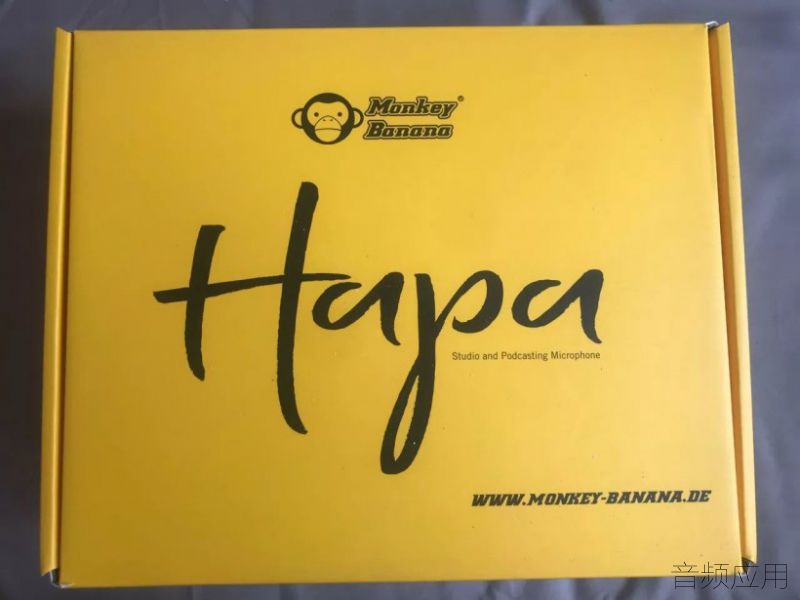 Monkey®
Banana
Hapa
Studio and Podcasting Microphone
WWW.MONKEY-BANANA.DE
音频应用